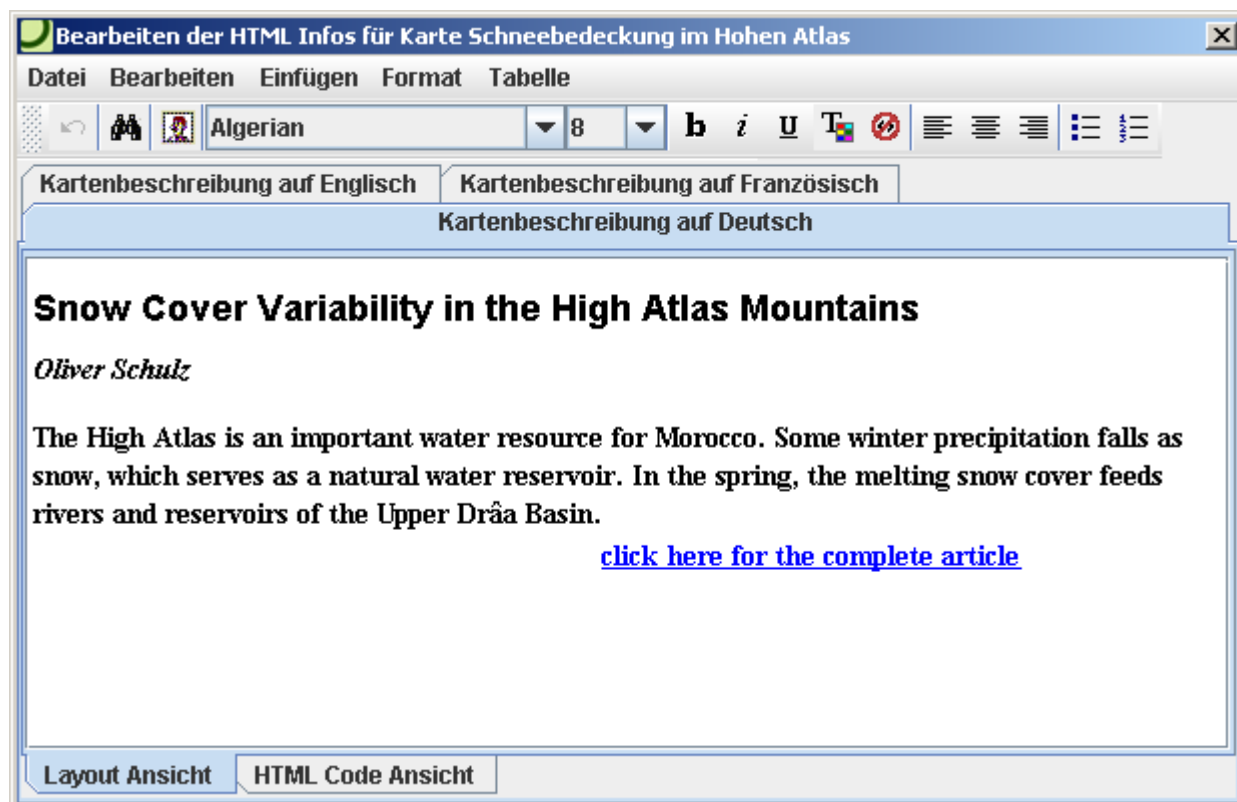 Bearbeiten der HTML Infos für Karte Schneebedeckung im Hohen Atlas
Datei Bearbeiten Einfügen Format Tabelle
Algerian 8 b i U
Kartenbeschreibung auf Englisch Kartenbeschreibung auf Französisch
Kartenbeschreibung auf Deutsch
Snow Cover Variability in the High Atlas Mountains
Oliver Schulz
The High Atlas is an important water resource for Morocco. Some winter precipitation falls as
snow, which serves as a natural water reservoir. In the spring, the melting snow cover feeds
rivers and reservoirs of the Upper Drâa Basin.
click here for the complete article
Layout Ansicht HTML Code Ansicht